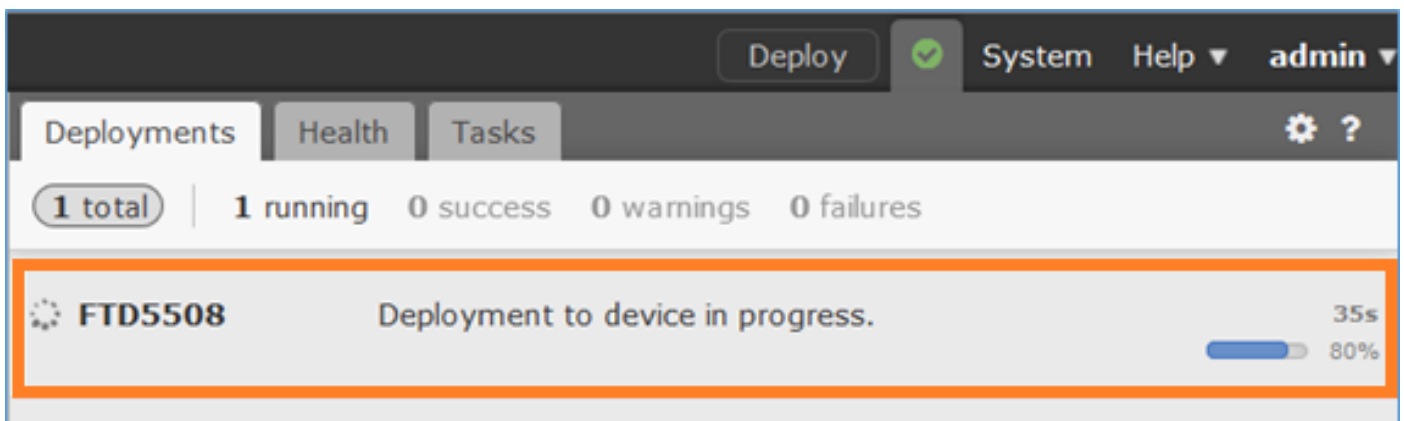 Deploy System Help ▼ admin ▼
Deployments Health Tasks ?
1 total 1 running 0 success 0 warnings 0 failures
FTD5508 Deployment to device in progress. 35s
80%